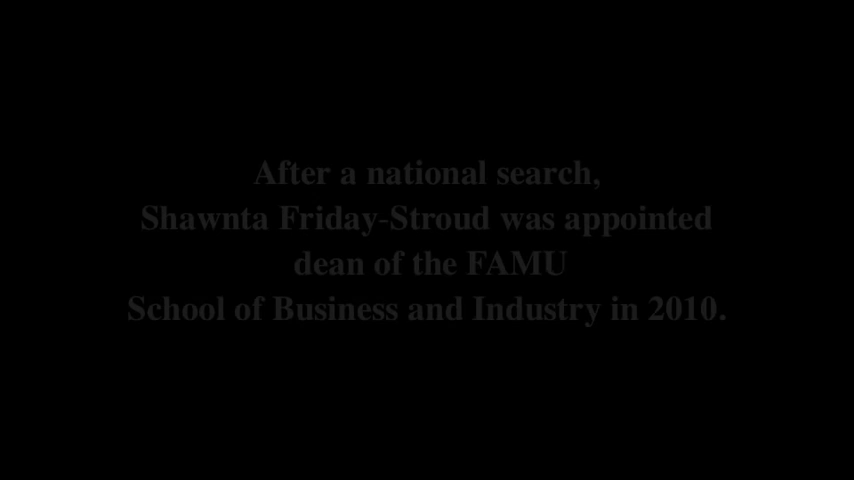 After a national search,
Shawnta Friday-Stroud was appointed
dean of the FAMU
School of Business and Industry in 2010.